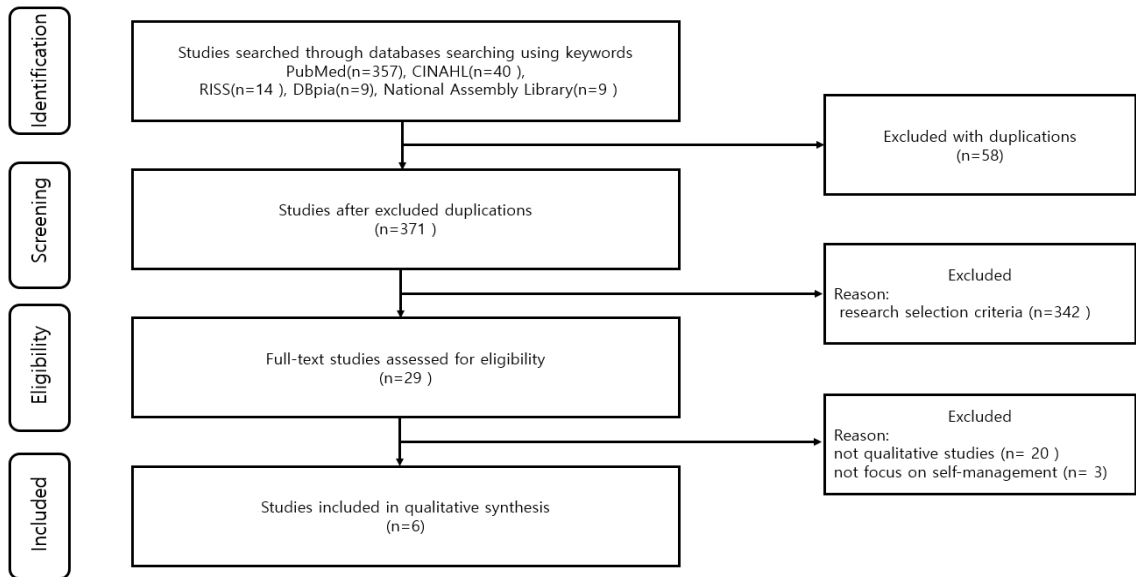 Identification
Studies searched through databases searching using keywords
PubMed(n=357), CINAHL(n=40 ),
RISS(n=14 ), DBpia(n=9), National Assembly Library(n=9 )
Excluded with duplications
(n=58)
Screening
Studies after excluded duplications
(n=371 )
Excluded
Reason:
research selection criteria (n=342 )
Eligibility
Full-text studies assessed for eligibility
(n=29 )
Excluded
Reason:
not qualitative studies (n= 20 )
not focus on self-management (n= 3)
Included
Studies included in qualitative synthesis
(n=6)